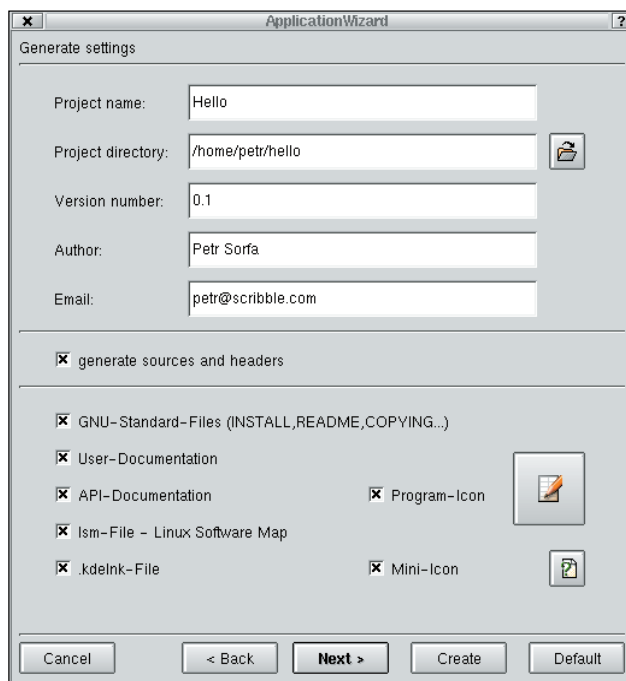 ApplicationWizard ?
Generate settings
Project name: Hello
Project directory: /home/petr/hello
Version number: 0.1
Author: Petr Sorfa
Email: petr@scribble.com
generate sources and headers
GNU-Standard-Files (INSTALL,README,COPYING...)
User-Documentation
API-Documentation Program-Icon
lsm-File - Linux Software Map
.kdelnk-File Mini-Icon
Cancel < Back Next > Create Default